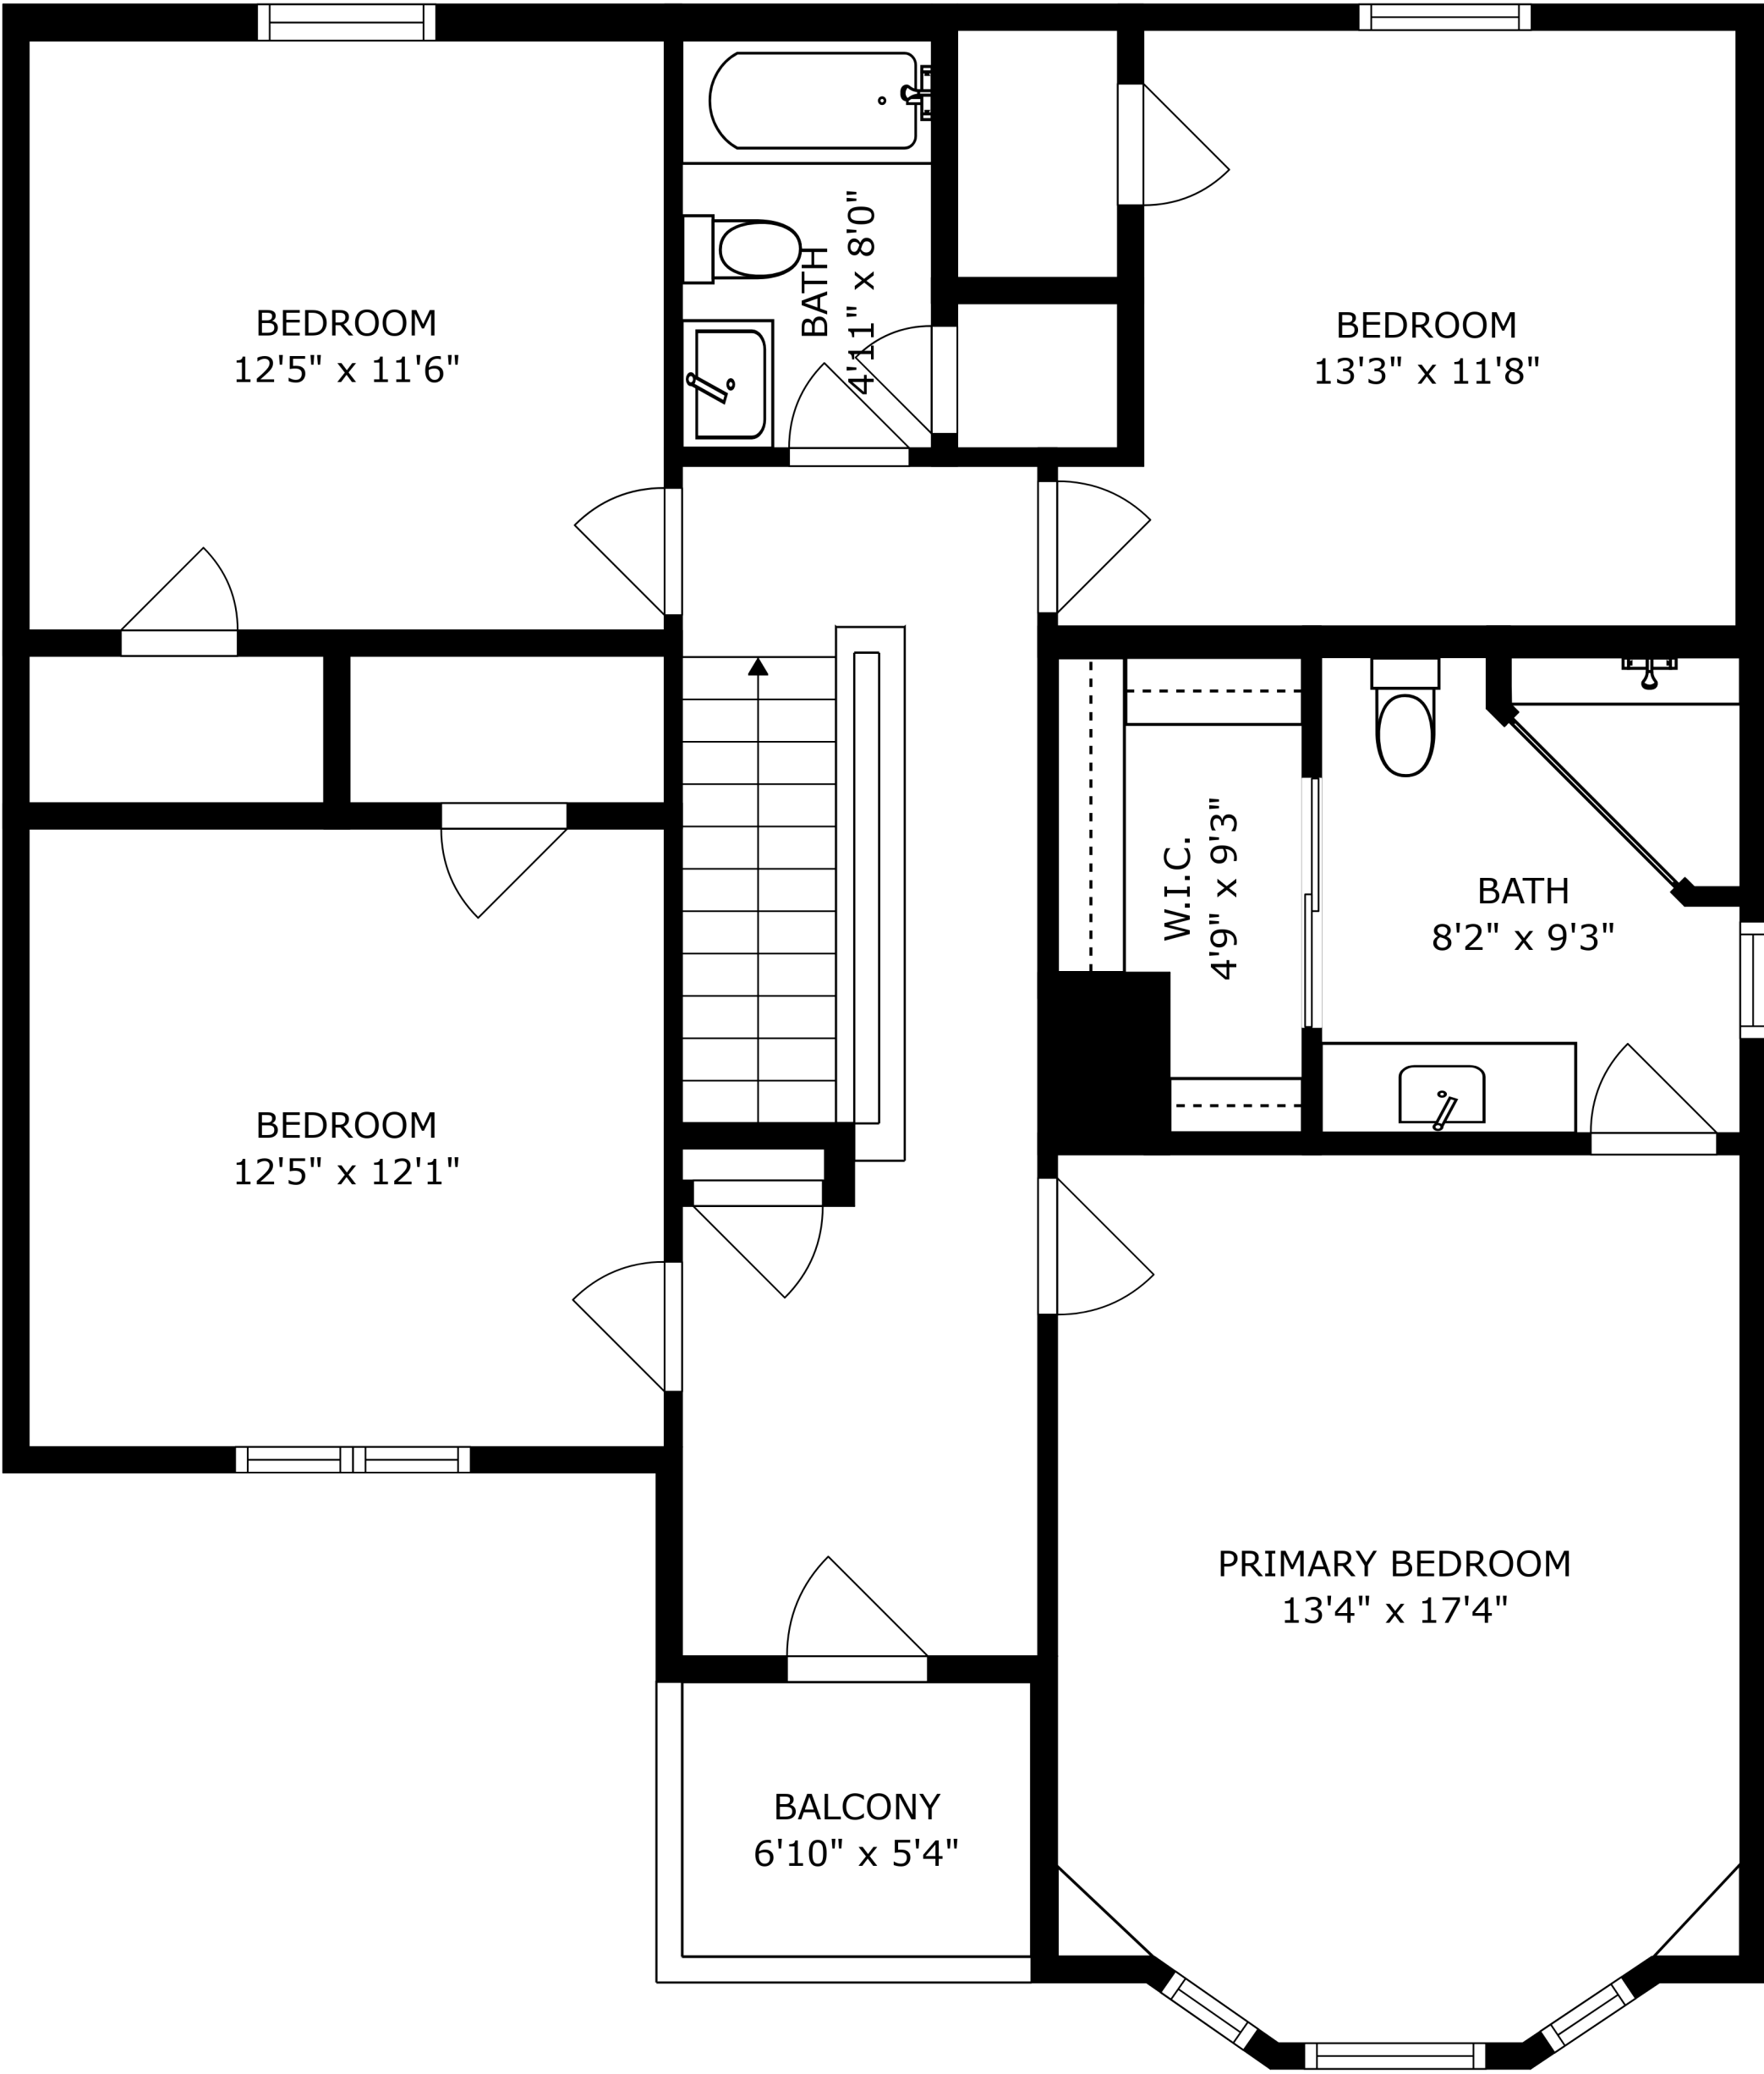 BEDROOM
12'5" x 11'6"
BATH
4'11" x 8'0"
BEDROOM
13'3" x 11'8"
W.I.C.
4'9" x 9'3"
BATH
8'2" x 9'3"
BEDROOM
12'5" x 12'1"
PRIMARY BEDROOM
13'4" x 17'4"
BALCONY
6'10" x 5'4"